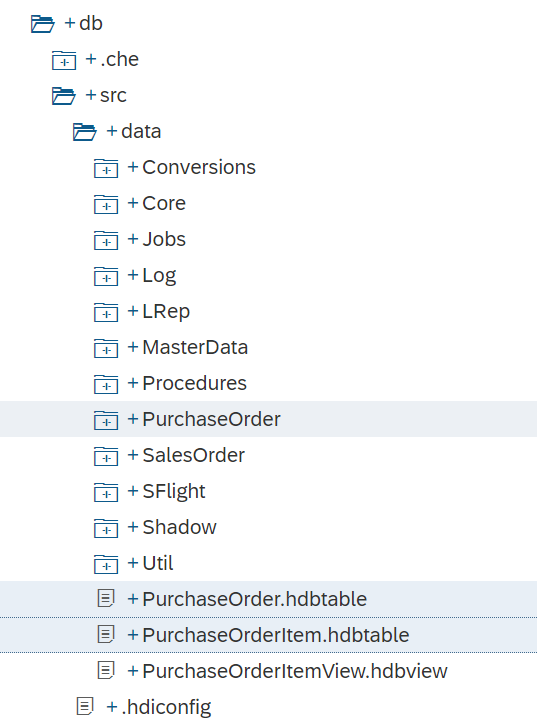 + db
+ .che
+ src
+ data
+ Conversions
+ Core
+ Jobs
+ Log
+ LRep
+ MasterData
+ Procedures
+ PurchaseOrder
+ SalesOrder
+ SFlight
+ Shadow
+ Util
+ PurchaseOrder.hdbtable
+ PurchaseOrderItem.hdbtable
+ PurchaseOrderItemView.hdbview
+ .hdiconfig